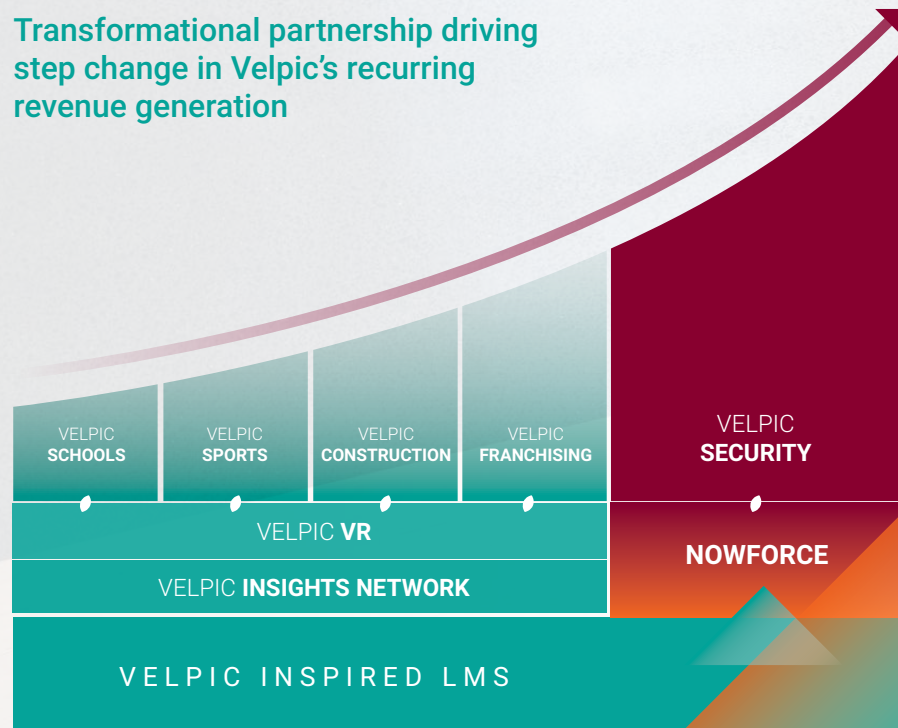 Transformational partnership driving
step change in Velpic’s recurring
revenue generation
VELPIC
SCHOOLS
VELPIC
SPORTS
VELPIC
CONSTRUCTION
VELPIC
FRANCHISING
VELPIC
SECURITY
VELPIC VR
NOWFORCE
VELPIC INSIGHTS NETWORK
VELPIC INSPIRED LMS